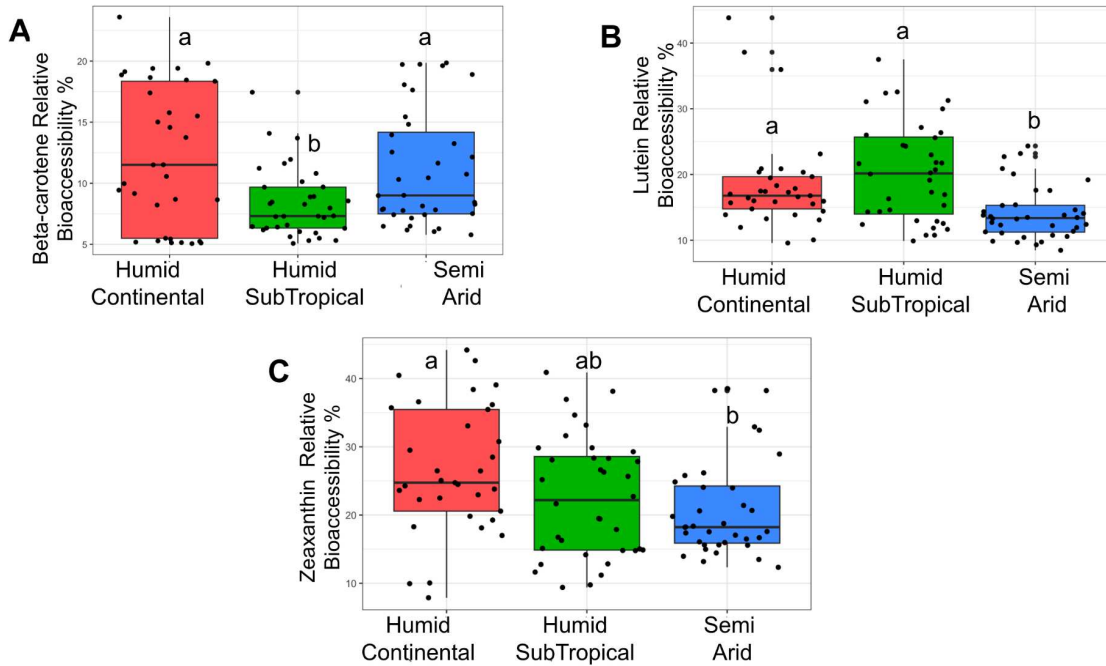 A
Beta-carotene Relative
Bioaccessibility %
20
15
10
5
a
b
a
Humid
Continental
Humid
SubTropical
Semi
Arid
B
Lutein Relative
Bioaccessibility %
40
30
20
10
a
a
b
Humid
Continental
Humid
SubTropical
Semi
Arid
C
Zeaxanthin Relative
Bioaccessibility %
40
30
20
10
a
ab
b
Humid
Continental
Humid
SubTropical
Semi
Arid